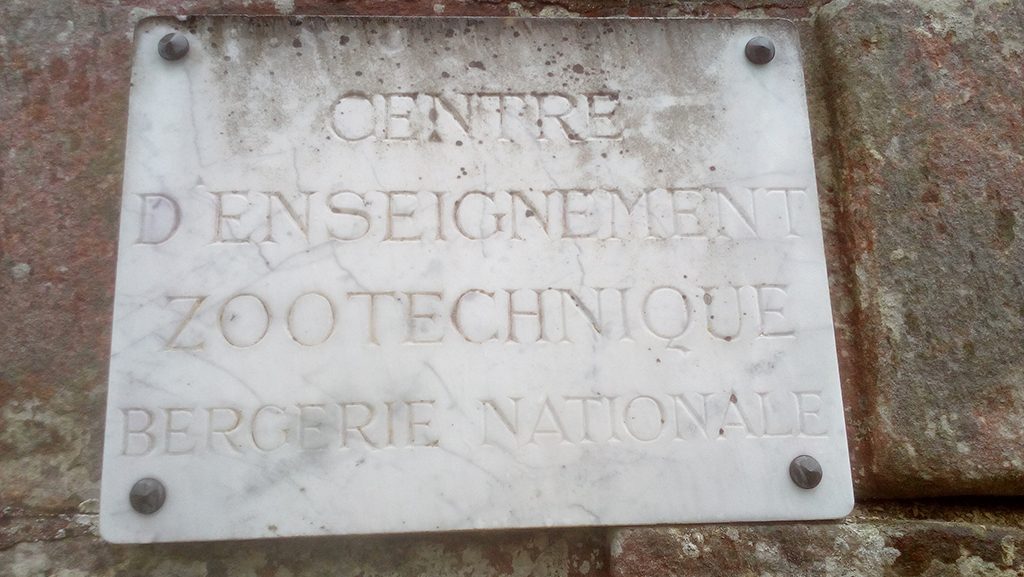 CENTRE
D ENSEIGNEMENT
ZOOTECHNIQUE
BERGERIE NATIONALE